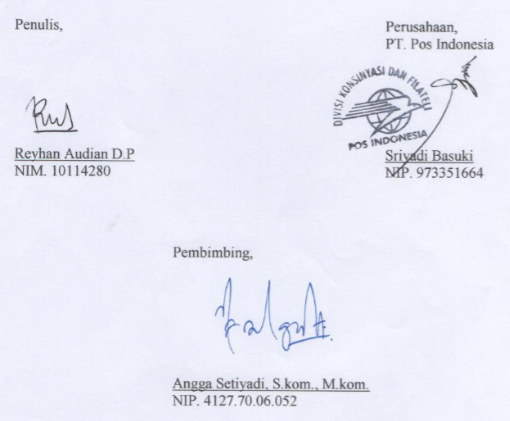 Penulis,
Reyhan Audian D.P
NIM. 10114280
Perusahaan,
PT. Pos Indonesia
DIVISI KONSINYASI DAN FILATELI
POS INDONESIA
Sriyadi Basuki
NIP. 973351664
Pembimbing,
Angga Setiyadi, S.kom., M.kom.
NIP. 4127.70.06.052